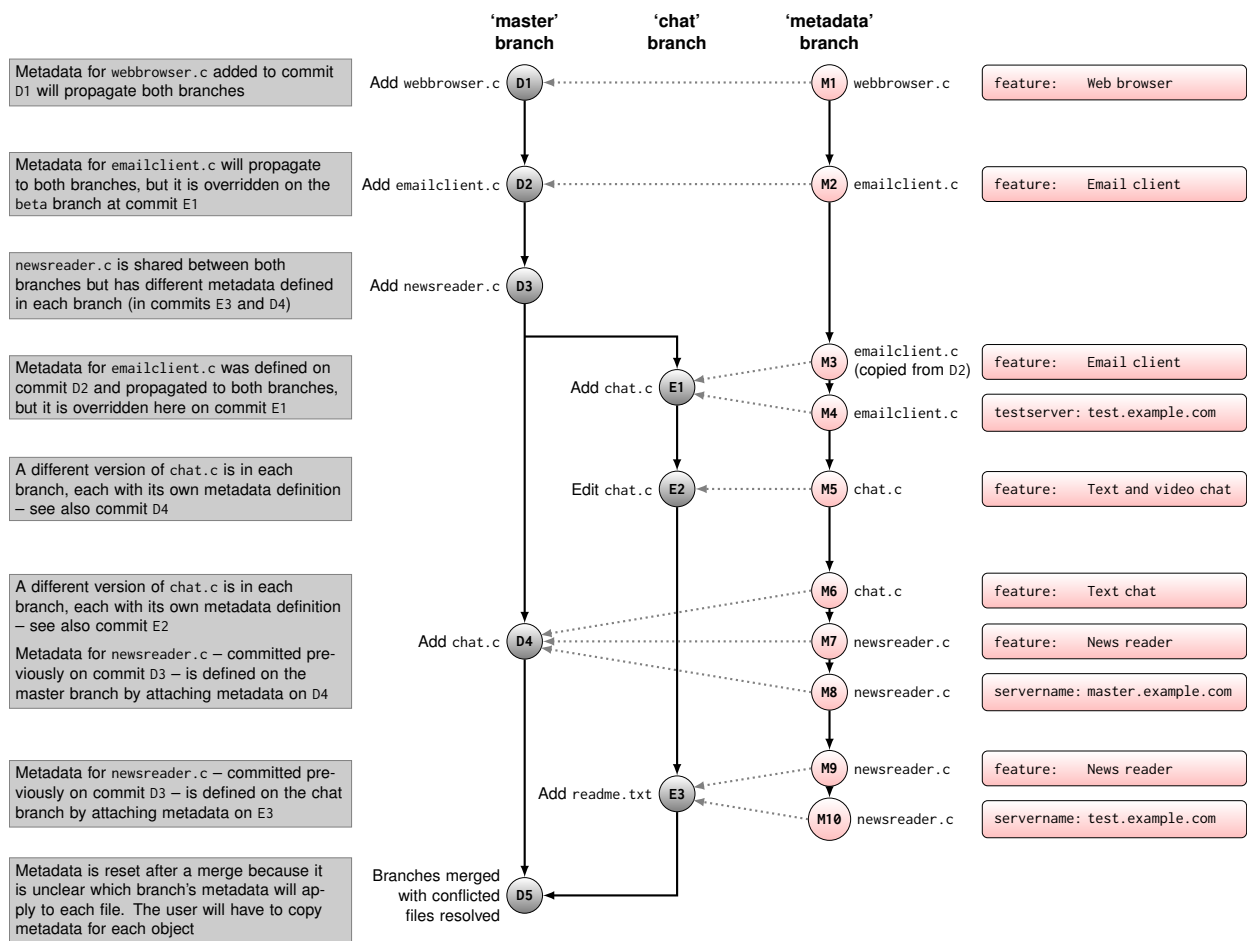 'master'
branch
'chat'
branch
'metadata'
branch
Metadata for webbrowser.c added to commit
D1 will propagate both branches
Add webbrowser.c
D1
M1
webbrowser.c
feature: Web browser
Metadata for emailclient.c will propagate
to both branches, but it is overridden on the
beta branch at commit E1
Add emailclient.c
D2
M2
emailclient.c
feature: Email client
newsreader.c is shared between both
branches but has different metadata defined
in each branch (in commits E3 and D4)
Add newsreader.c
D3
Metadata for emailclient.c was defined on
commit D2 and propagated to both branches,
but it is overridden here on commit E1
Add chat.c
E1
M3
emailclient.c
(copied from D2)
feature: Email client
M4
emailclient.c
testserver: test.example.com
A different version of chat.c is in each
branch, each with its own metadata definition
– see also commit D4
Edit chat.c
E2
M5
chat.c
feature: Text and video chat
A different version of chat.c is in each
branch, each with its own metadata definition
– see also commit E2
Metadata for newsreader.c – committed pre-
viously on commit D3 – is defined on the
master branch by attaching metadata on D4
Add chat.c
D4
M6
chat.c
feature: Text chat
M7
newsreader.c
feature: News reader
M8
newsreader.c
servername: master.example.com
Metadata for newsreader.c – committed pre-
viously on commit D3 – is defined on the chat
branch by attaching metadata on E3
Add readme.txt
E3
M9
newsreader.c
feature: News reader
M10
newsreader.c
servername: test.example.com
Metadata is reset after a merge because it
is unclear which branch's metadata will ap-
ply to each file. The user will have to copy
metadata for each object
Branches merged
with conflicted
files resolved
D5